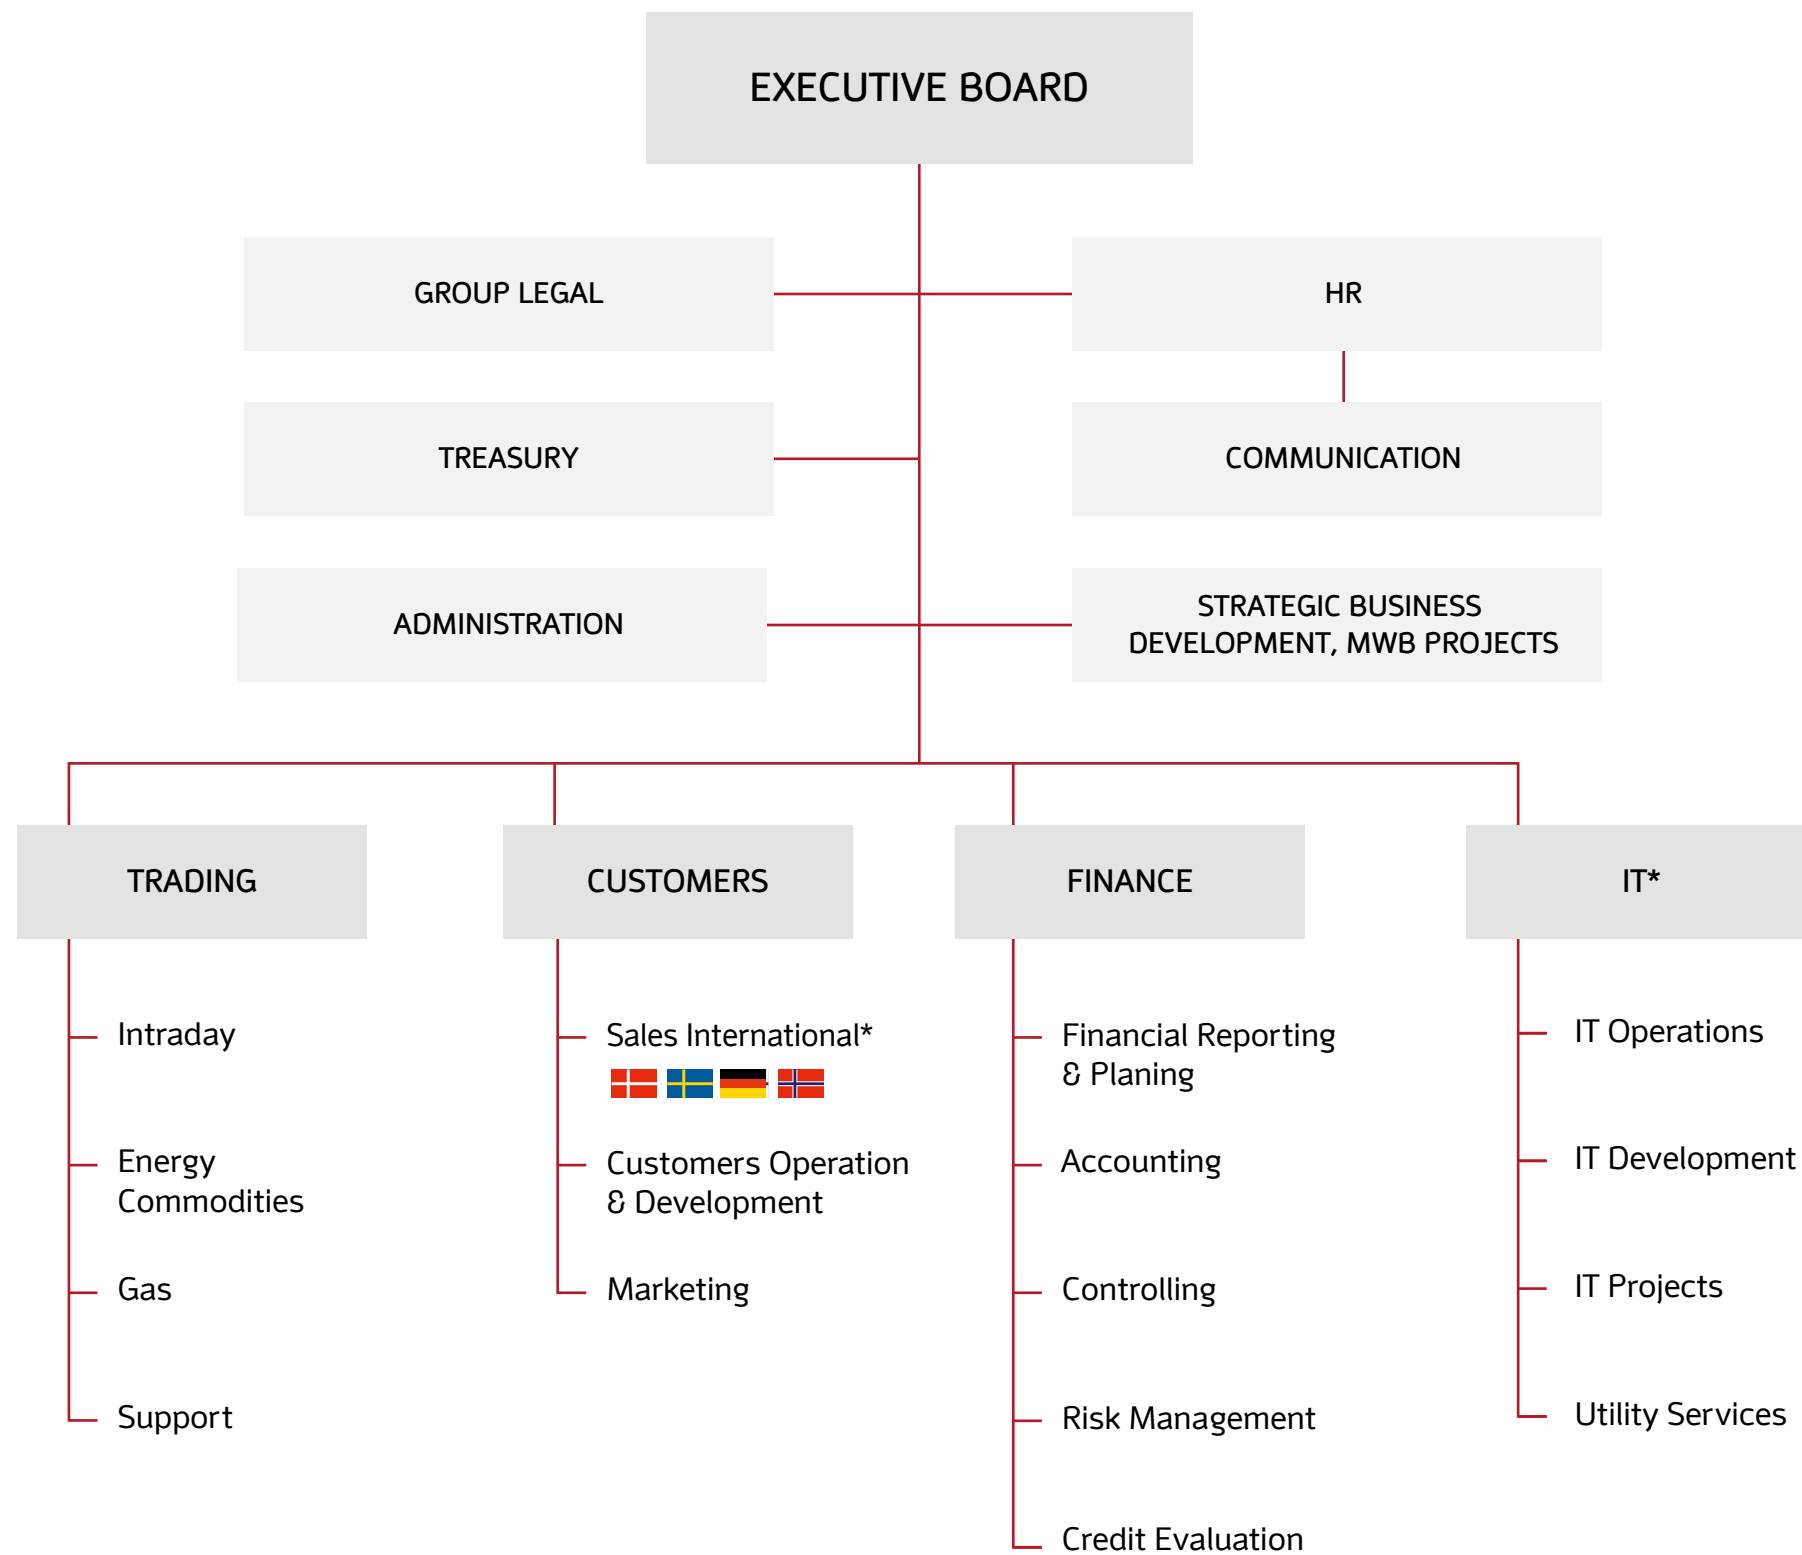 EXECUTIVE BOARD
GROUP LEGAL
HR
TREASURY
COMMUNICATION
ADMINISTRATION
STRATEGIC BUSINESS
DEVELOPMENT, MWB PROJECTS
TRADING
Intraday
Energy
Commodities
Gas
Support
CUSTOMERS
Sales International*
Customers Operation
& Development
Marketing
FINANCE
Financial Reporting
& Planing
Accounting
Controlling
Risk Management
Credit Evaluation
IT*
IT Operations
IT Development
IT Projects
Utility Services